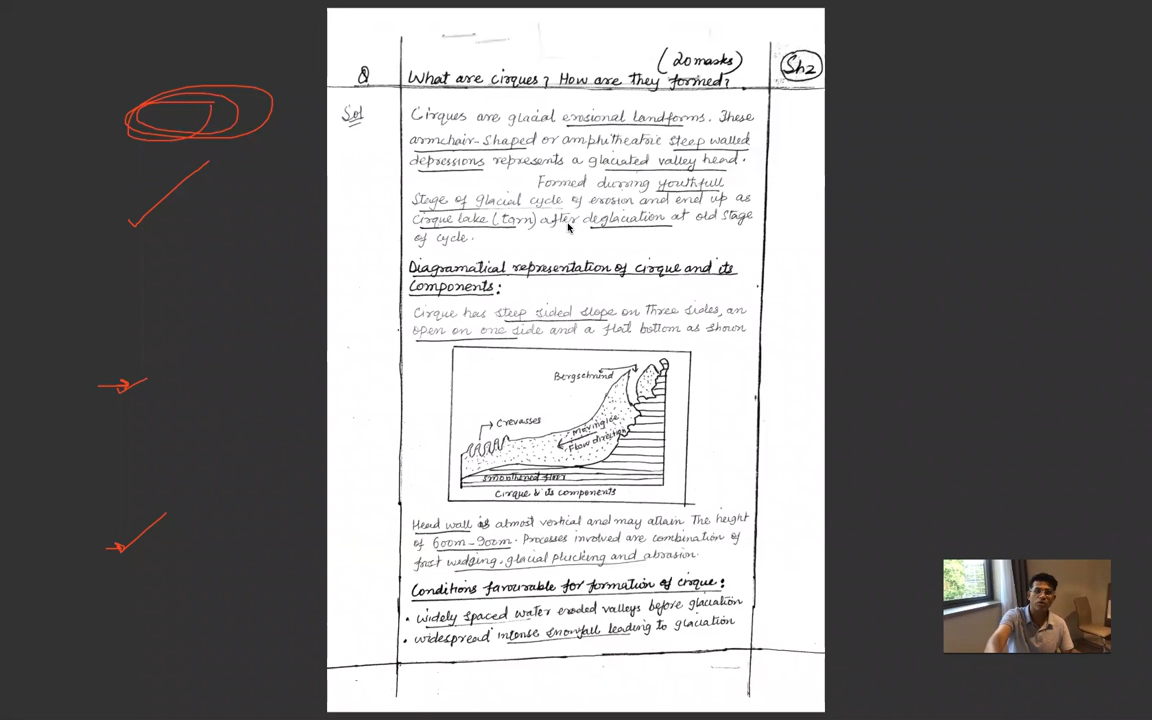 (20 masks)
Sh2
Q What are cirques? How are they formed?
Sol Cirques are glacial erosional landforms. These
armchair-shaped or amphitheatric steep walled
depressions represents a glaciated valley head.
Formed durring youthfull
stage of glacial cycle of erosion and end up as
cirque lake (tarn) after deglaciation at old stage
of cycle.
Diagramatical representation of cirque and its
components:
Cirque has steep sided slope on three sides, an
open on one side and a flat bottom as shown
Bergschrund
Crevasses
Moving ice
Flow direction
smoothened floor
Cirque & its components
Head wall is almost vertical and may attain The height
of 600m-900m. Processes involved are combination of
frost wedging, glacial plucking and abrasion.
Conditions favourable for formation of cirque:
• widely spaced water eroded valleys before glaciation
• widespread intense snowfall leading to glaciation